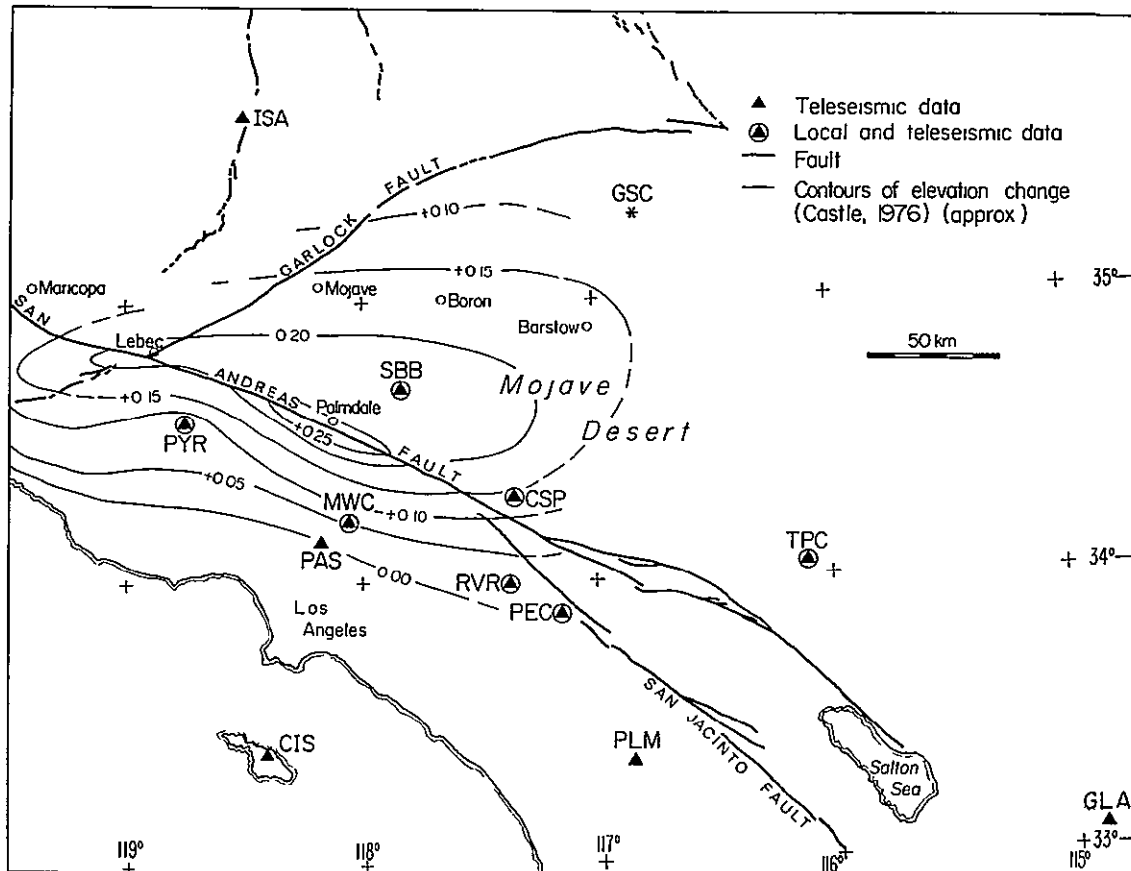 ISA
Teleseismic data
Local and teleseismic data
Fault
Contours of elevation change
(Castle, 1976) (approx)
GSC
*
+0.10
GARLOCK FAULT
+0.15
35°
Maricopa
Mojave
Boron
Barstow
SAN ANDREAS FAULT
Lebec
0.20
50 km
SBB
Mojave
Desert
+0.15
Palmdale
+0.25
PYR
+0.05
MWC
+0.10
CSP
PAS
0.00
TPC
34°
RVR
PEC
Los
Angeles
SAN JACINTO FAULT
CIS
PLM
Salton
Sea
GLA
33°
119°
118°
117°
116°
115°